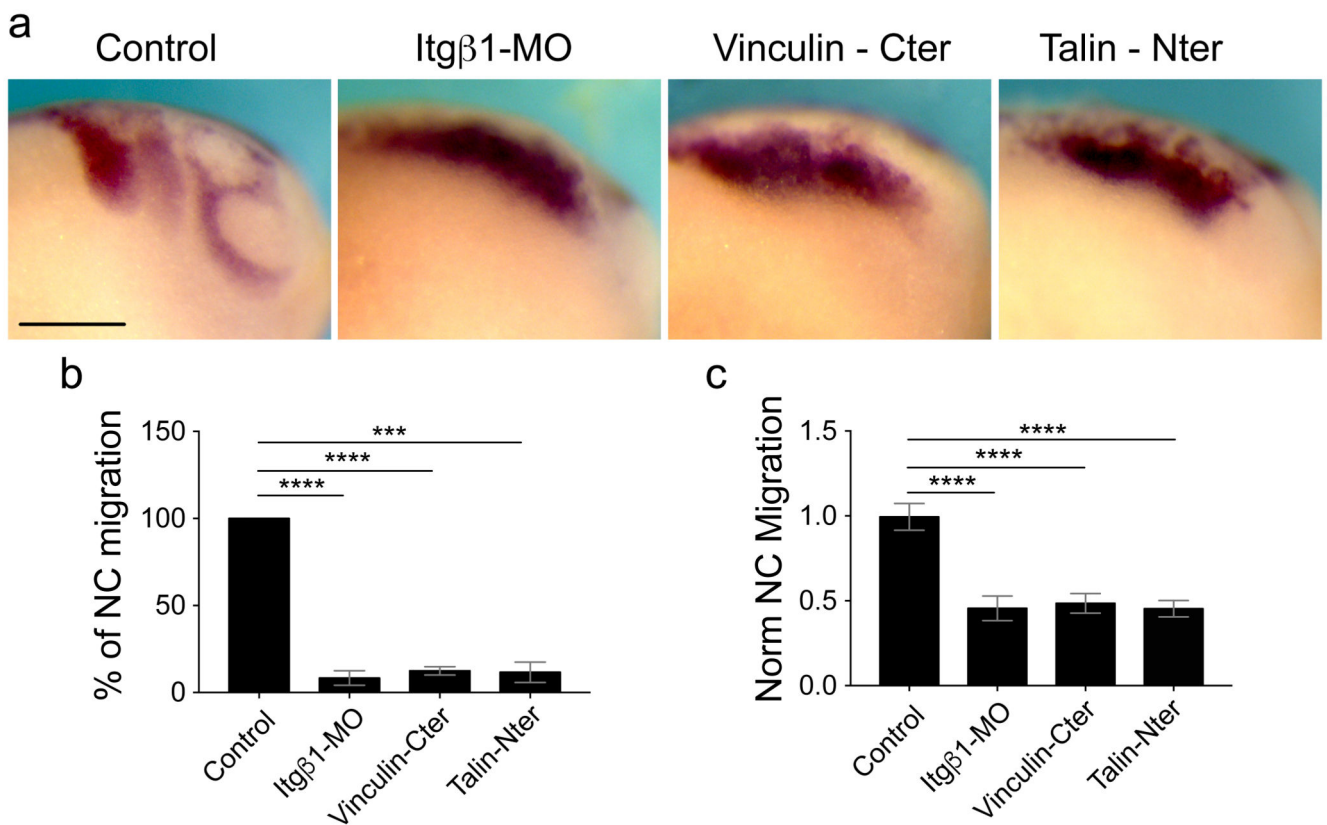 a
Control Itgβ1-MO Vinculin - Cter Talin - Nter
b
% of NC migration
150
100
50
0
***
****
****
Control Itgβ1-MO Vinculin-Cter Talin-Nter
c
Norm NC Migration
1.5
1.0
0.5
0.0
****
****
****
Control Itgβ1-MO Vinculin-Cter Talin-Nter